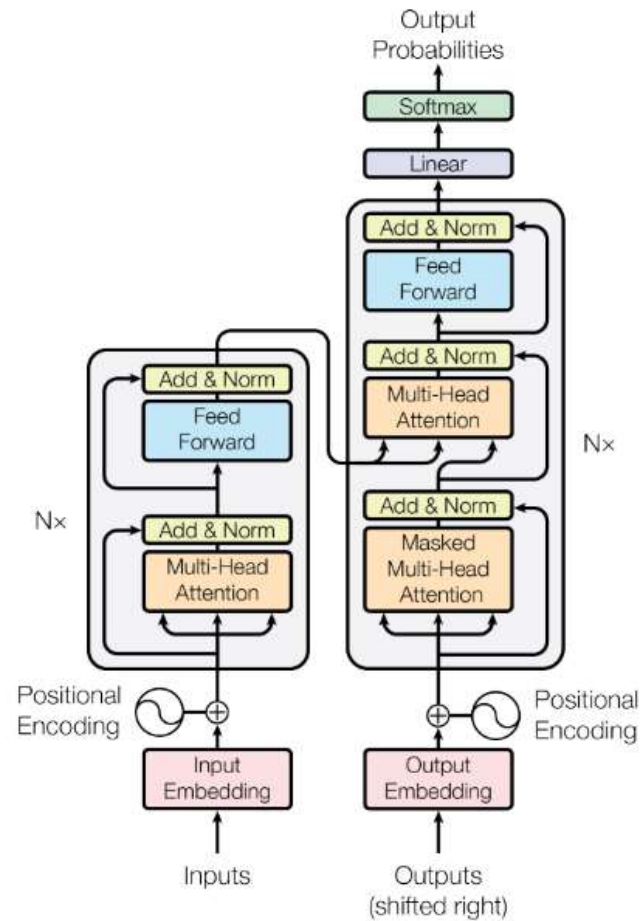 Output
Probabilities
Softmax
Linear
Add & Norm
Feed
Forward
Add & Norm
Multi-Head
Attention
Add & Norm
Masked
Multi-Head
Attention
Nx
Add & Norm
Feed
Forward
Add & Norm
Multi-Head
Attention
Nx
Positional
Encoding
Positional
Encoding
Input
Embedding
Output
Embedding
Inputs
Outputs
(shifted right)